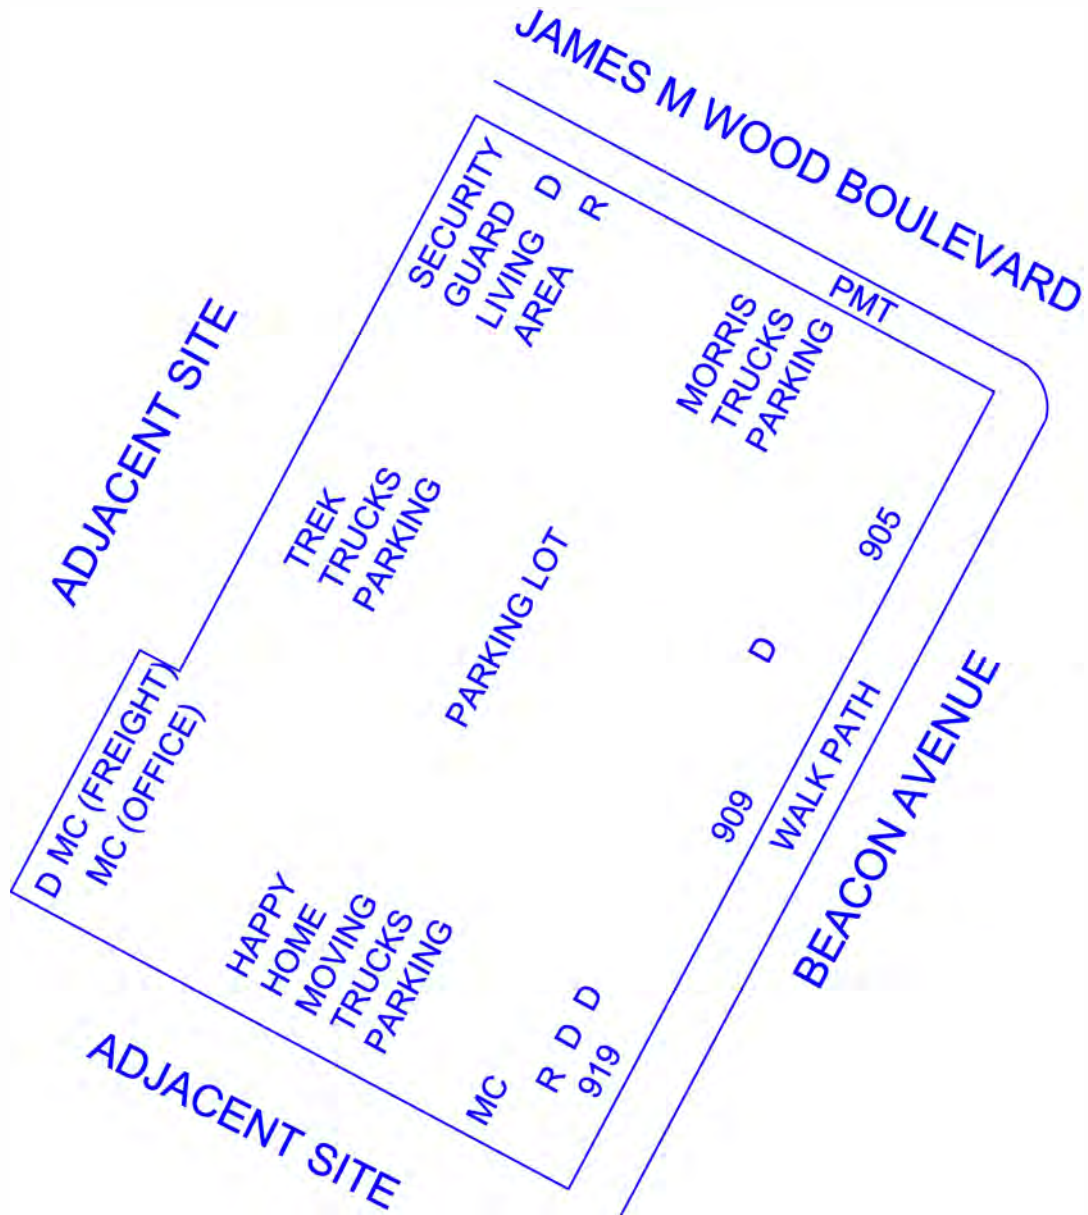 JAMES M WOOD BOULEVARD
SECURITY
GUARD
LIVING
AREA
D
R
PMT
MORRIS
TRUCKS
PARKING
ADJACENT SITE
TREK
TRUCKS
PARKING
PARKING LOT
905
D
WALK PATH
BEACON AVENUE
909
D MC (FREIGHT)
MC (OFFICE)
HAPPY
HOME
MOVING
TRUCKS
PARKING
MC
R D D
919
ADJACENT SITE